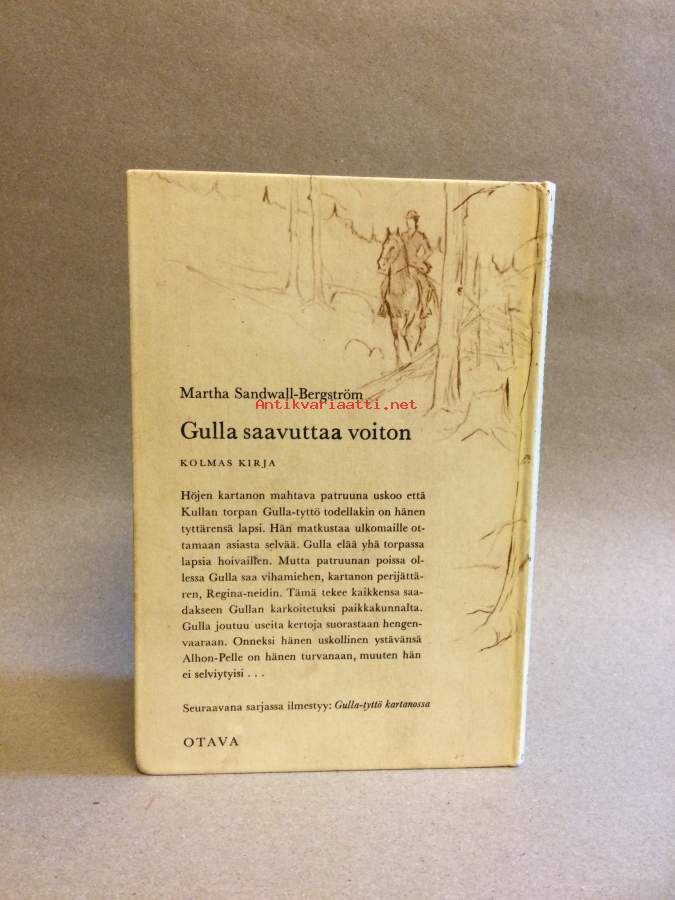 Martha Sandwall-Bergström
Antikvariaatti.net
Gulla saavuttaa voiton
KOLMAS KIRJA
Höjen kartanon mahtava patruuna uskoo että
Kullan torpan Gulla-tyttö todellakin on hänen
tyttärensä lapsi. Hän matkustaa ulkomaille ot-
tamaan asiasta selvää. Gulla elää yhä torpassa
lapsia hoivaillen. Mutta patruunan poissa ol-
lessa Gulla saa vihamiehen, kartanon perijättä-
ren, Regina-neidin. Tämä tekee kaikkensa saa-
dakseen Gullan karkoitetuksi paikkakunnalta.
Gulla joutuu useita kertoja suorastaan hengen-
vaaraan. Onneksi hänen uskollinen ystävänsä
Alhon-Pelle on hänen turvanaan, muuten hän
ei selviytyisi . . .
Seuraavana sarjassa ilmestyy: Gulla-tyttö kartanossa
OTAVA